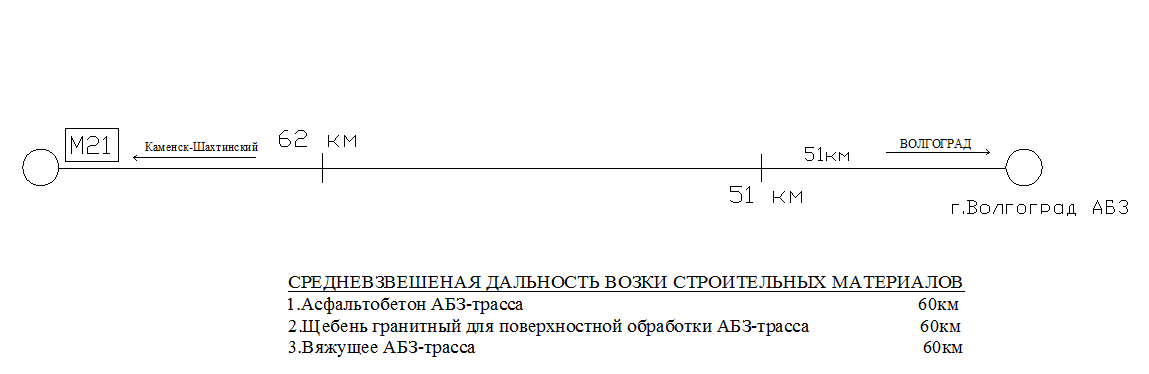 М21
Каменск-Шахтинский
62 км
51км
ВОЛГОГРАД
51 км
г.Волгоград АБЗ
СРЕДНЕВЗВЕШЕНАЯ ДАЛЬНОСТЬ ВОЗКИ СТРОИТЕЛЬНЫХ МАТЕРИАЛОВ
1.Асфальтобетон АБЗ-трасса 60км
2.Щебень гранитный для поверхностной обработки АБЗ-трасса 60км
3.Вяжущее АБЗ-трасса 60км